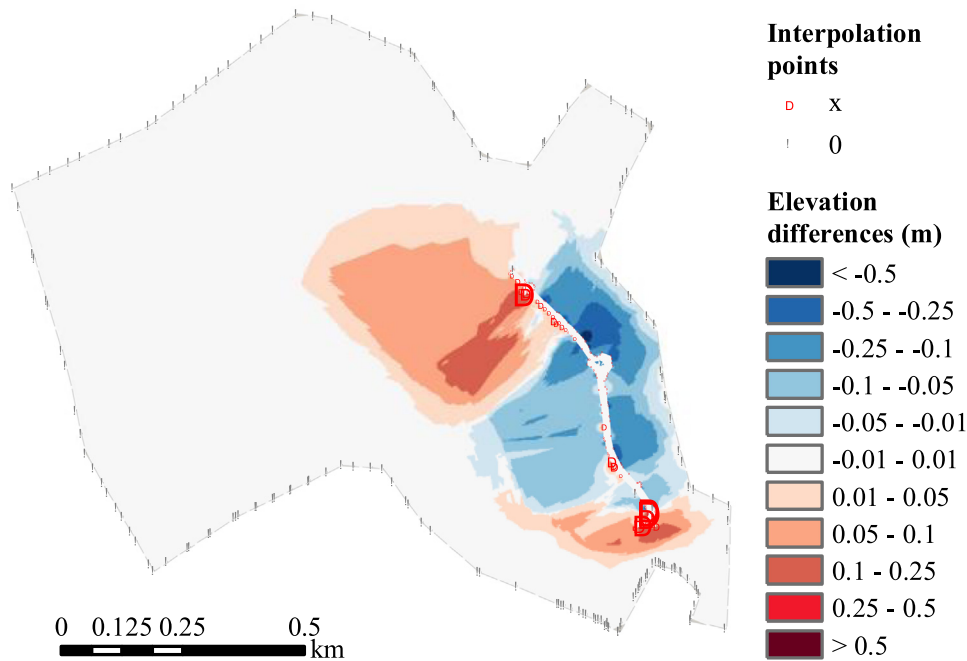 Interpolation
points
D x
! 0
Elevation
differences (m)
< -0.5
-0.5 - -0.25
-0.25 - -0.1
-0.1 - -0.05
-0.05 - -0.01
-0.01 - 0.01
0.01 - 0.05
0.05 - 0.1
0.1 - 0.25
0.25 - 0.5
> 0.5
0 0.125 0.25 0.5
km